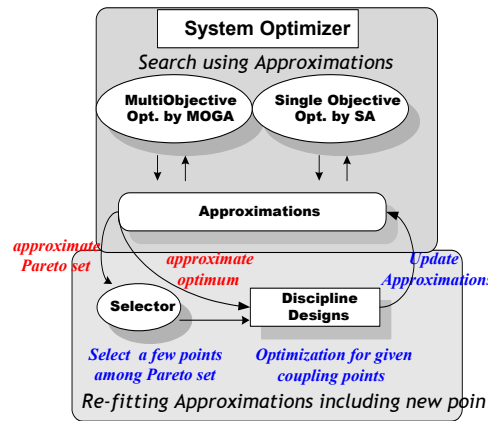 System Optimizer
Search using Approximations
MultiObjective
Opt. by MOGA
Single Objective
Opt. by SA
Approximations
approximate
Pareto set
approximate
optimum
Update
Approximations
Selector
Discipline
Designs
Select a few points
among Pareto set
Optimization for given
coupling points
Re-fitting Approximations including new poin